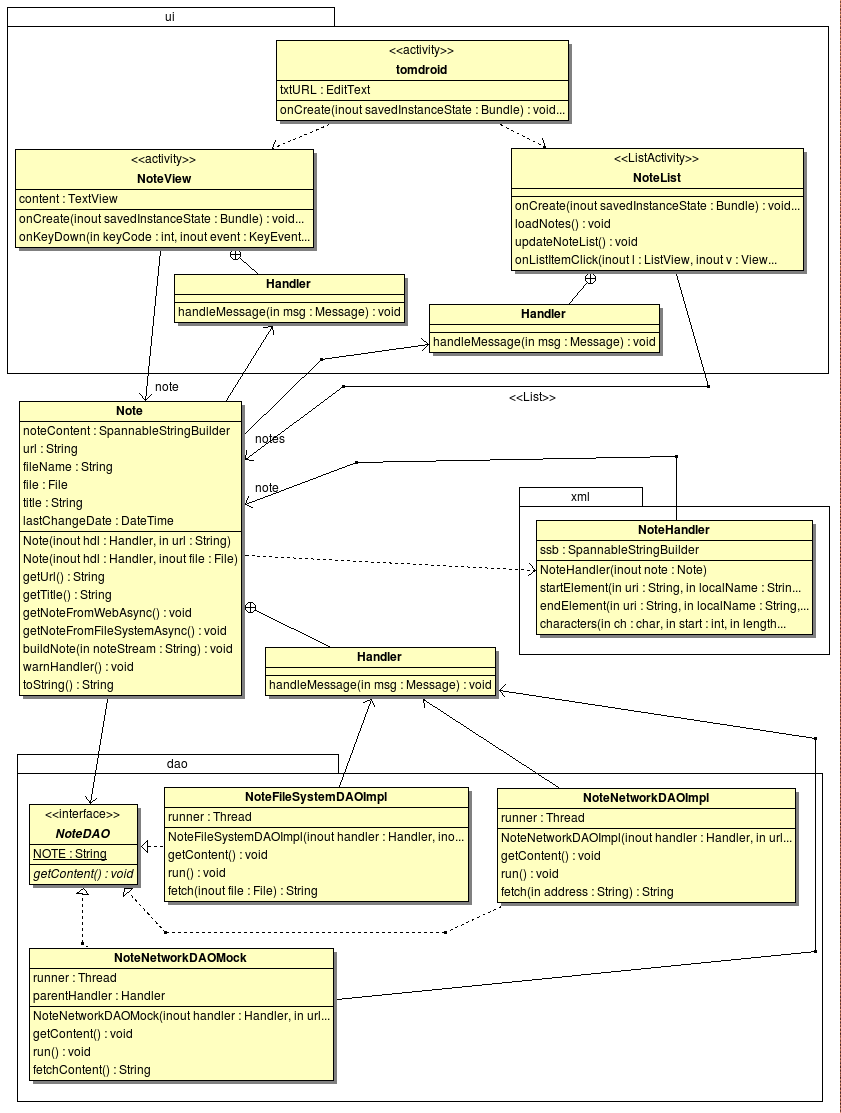 ui
<<activity>>
tomdroid
txtURL : EditText
onCreate(inout savedInstanceState : Bundle) : void...
<<activity>>
NoteView
content : TextView
onCreate(inout savedInstanceState : Bundle) : void...
onKeyDown(in keyCode : int, inout event : KeyEvent...
<<ListActivity>>
NoteList
onCreate(inout savedInstanceState : Bundle) : void...
loadNotes() : void
updateNoteList() : void
onListItemClick(inout l : ListView, inout v : View...
Handler
handleMessage(in msg : Message) : void
Handler
handleMessage(in msg : Message) : void
note
<<List>>
notes
note
Note
noteContent : SpannableStringBuilder
url : String
fileName : String
file : File
title : String
lastChangeDate : DateTime
Note(inout hdl : Handler, in url : String)
Note(inout hdl : Handler, inout file : File)
getUrl() : String
getTitle() : String
getNoteFromWebAsync() : void
getNoteFromFileSystemAsync() : void
buildNote(in noteStream : String) : void
warnHandler() : void
toString() : String
xml
NoteHandler
ssb : SpannableStringBuilder
NoteHandler(inout note : Note)
startElement(in uri : String, in localName : Strin...
endElement(in uri : String, in localName : String,...
characters(in ch : char, in start : int, in length...
Handler
handleMessage(in msg : Message) : void
dao
<<interface>>
NoteDAO
NOTE : String
getContent() : void
NoteFileSystemDAOImpl
runner : Thread
NoteFileSystemDAOImpl(inout handler : Handler, ino...
getContent() : void
run() : void
fetch(inout file : File) : String
NoteNetworkDAOImpl
runner : Thread
NoteNetworkDAOImpl(inout handler : Handler, in url...
getContent() : void
run() : void
fetch(in address : String) : String
NoteNetworkDAOMock
runner : Thread
parentHandler : Handler
NoteNetworkDAOMock(inout handler : Handler, in url...
getContent() : void
run() : void
fetchContent() : String